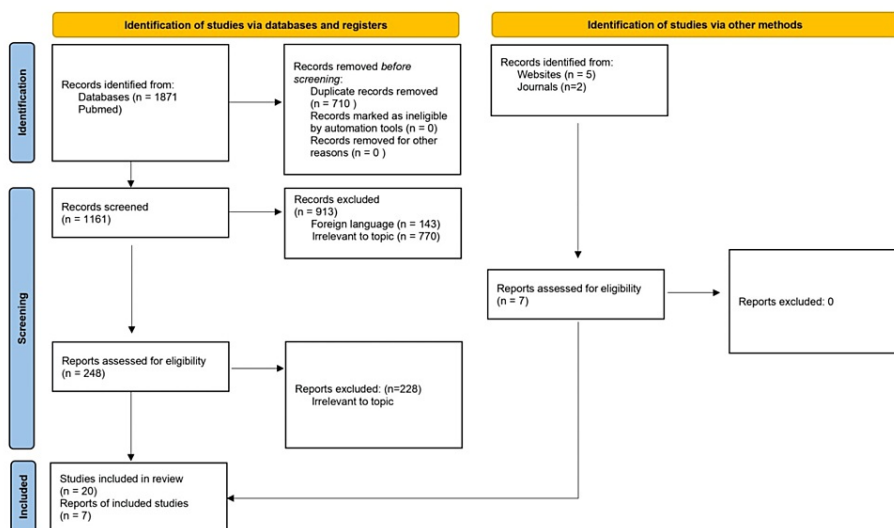 Identification of studies via databases and registers
Identification of studies via other methods
Identification
Records identified from:
Databases (n = 1871
Pubmed)
Records removed before
screening:
Duplicate records removed
(n = 710 )
Records marked as ineligible
by automation tools (n = 0)
Records removed for other
reasons (n = 0 )
Records identified from:
Websites (n = 5)
Journals (n=2)
Screening
Records screened
(n = 1161)
Records excluded
(n = 913)
Foreign language (n = 143)
Irrelevant to topic (n = 770)
Reports assessed for eligibility
(n = 7)
Reports excluded: 0
Reports assessed for eligibility
(n = 248)
Reports excluded: (n=228)
Irrelevant to topic
Included
Studies included in review
(n = 20)
Reports of included studies
(n = 7)